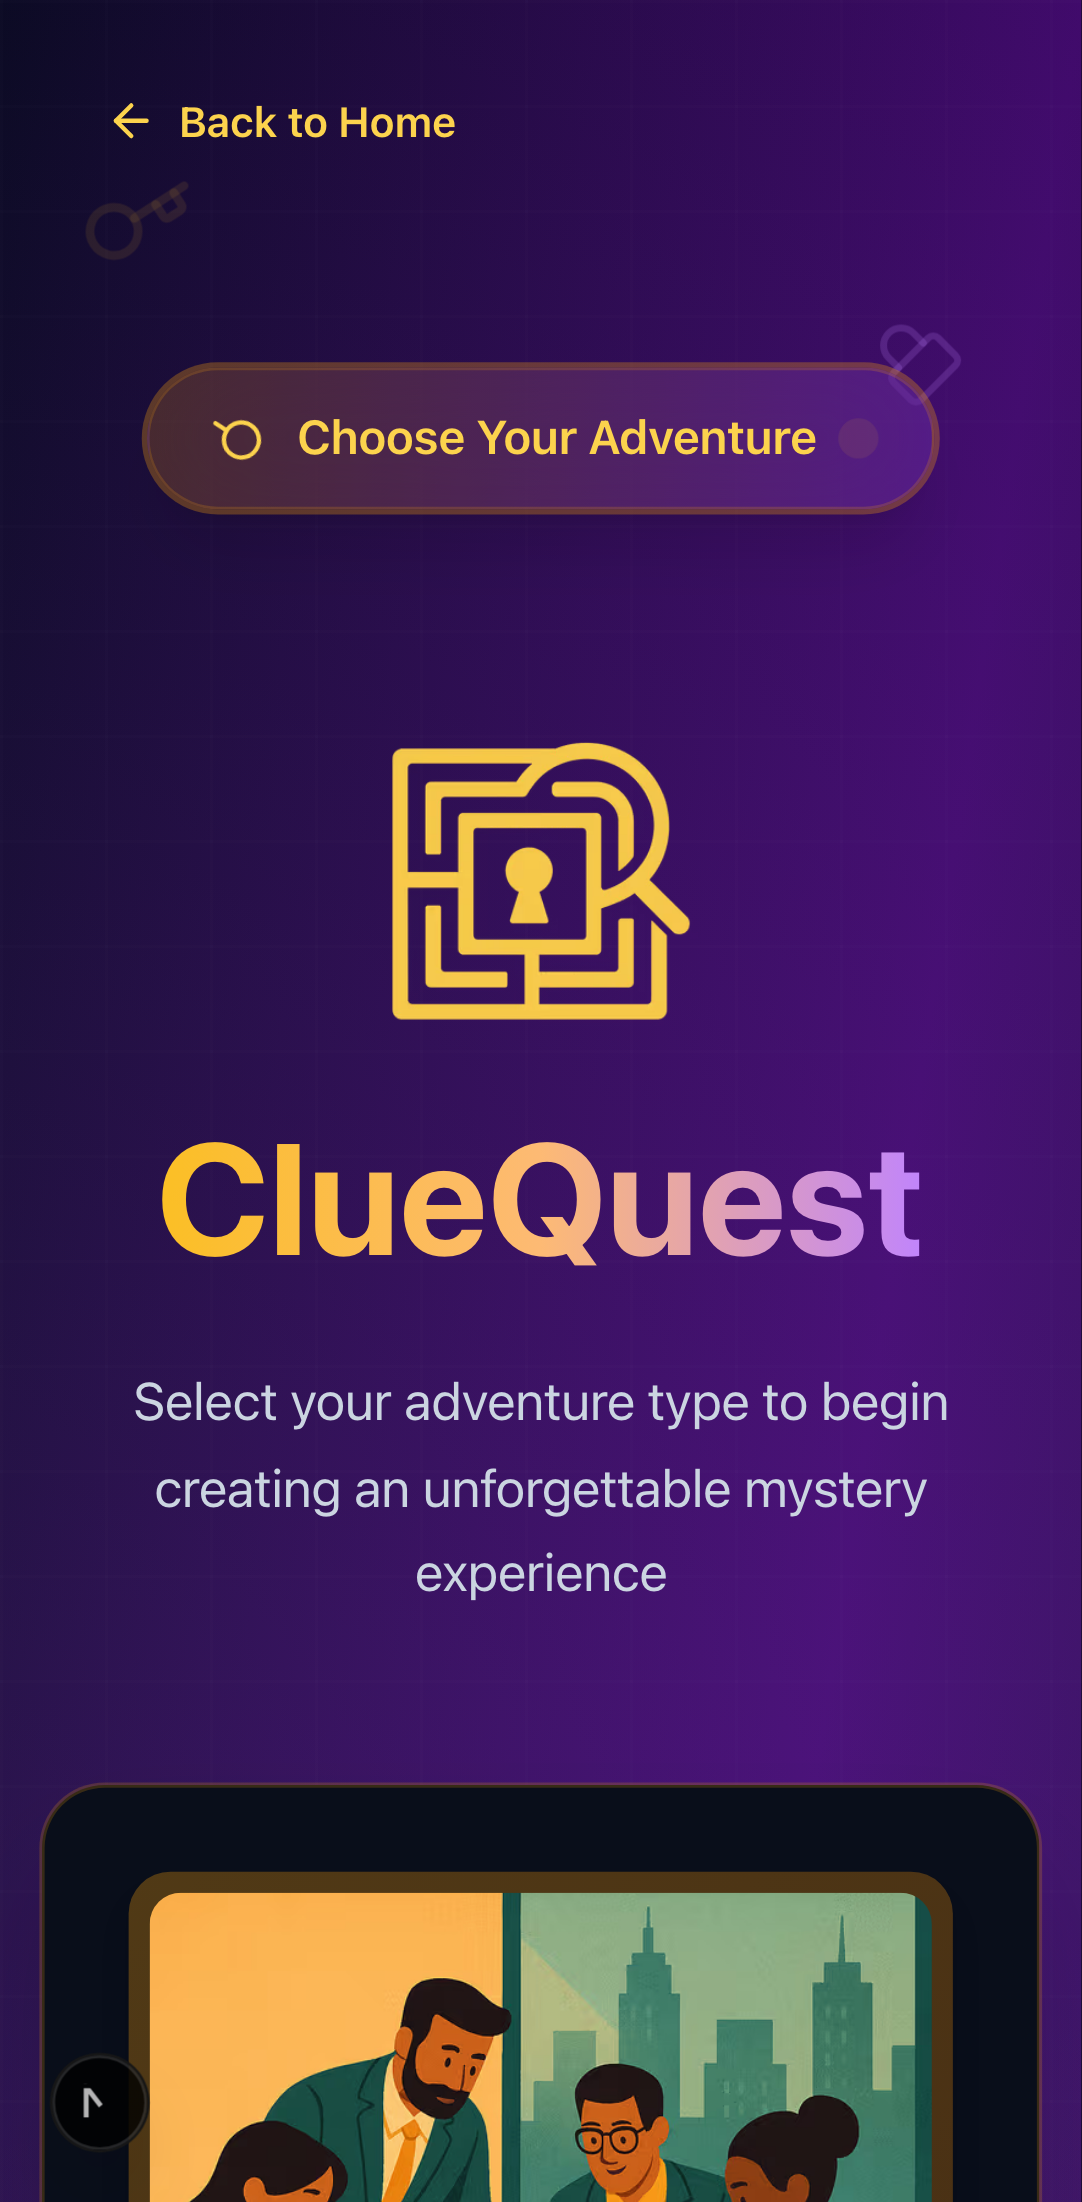 Back to Home
Choose Your Adventure
ClueQuest
Select your adventure type to begin
creating an unforgettable mystery
experience